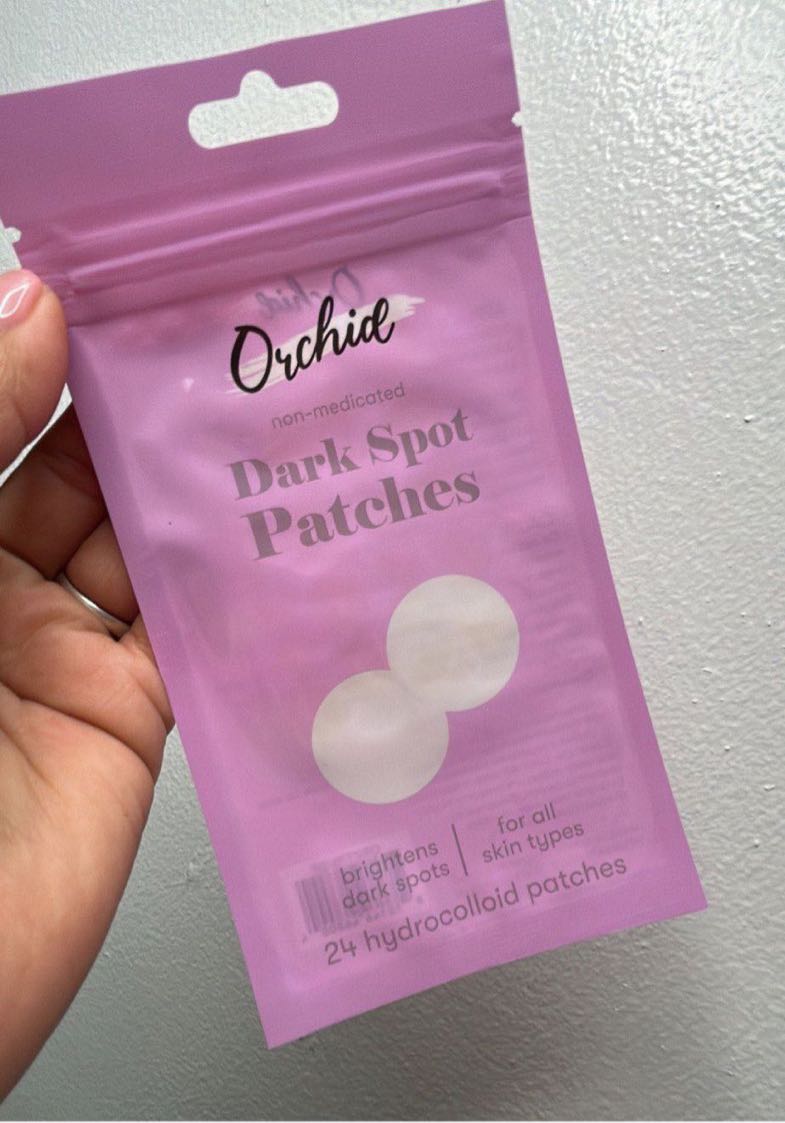 Orchid
non-medicated
Dark Spot
Patches
brightens
dark spots
for all
skin types
24 hydrocolloid patches